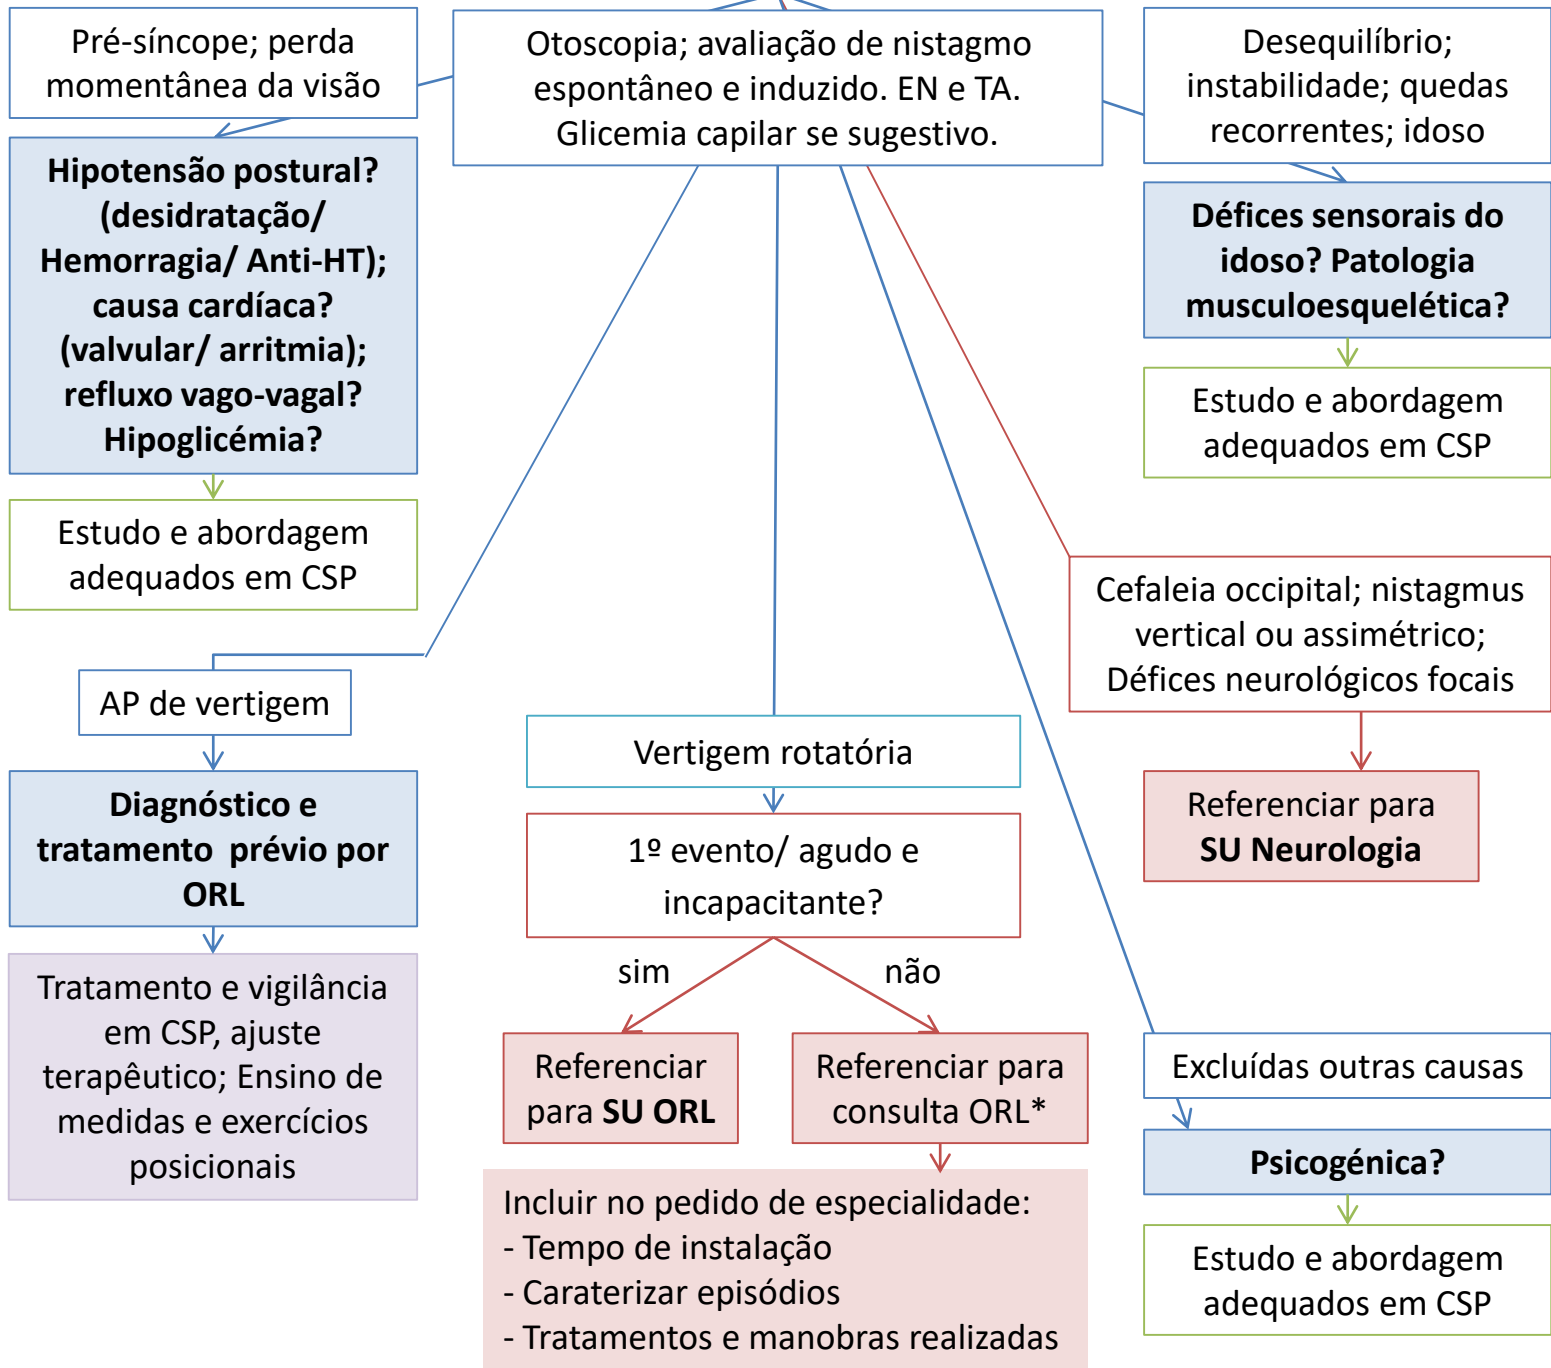 Pré-síncope; perda
momentânea da visão
Otoscopia; avaliação de nistagmo
espontâneo e induzido. EN e TA.
Glicemia capilar se sugestivo.
Desequilíbrio;
instabilidade; quedas
recorrentes; idoso
Hipotensão postural?
(desidratação/
Hemorragia/ Anti-HT);
causa cardíaca?
(valvular/ arritmia);
refluxo vago-vagal?
Hipoglicémia?
Défices sensorais do
idoso? Patologia
musculoesquelética?
Estudo e abordagem
adequados em CSP
Estudo e abordagem
adequados em CSP
Cefaleia occipital; nistagmus
vertical ou assimétrico;
Défices neurológicos focais
AP de vertigem
Vertigem rotatória
Diagnóstico e
tratamento prévio por
ORL
Referenciar para
SU Neurologia
1º evento/ agudo e
incapacitante?
sim
não
Tratamento e vigilância
em CSP, ajuste
terapêutico; Ensino de
medidas e exercícios
posicionais
Referenciar
para SU ORL
Referenciar para
consulta ORL*
Excluídas outras causas
Psicogénica?
Incluir no pedido de especialidade:
- Tempo de instalação
- Caraterizar episódios
- Tratamentos e manobras realizadas
Estudo e abordagem
adequados em CSP